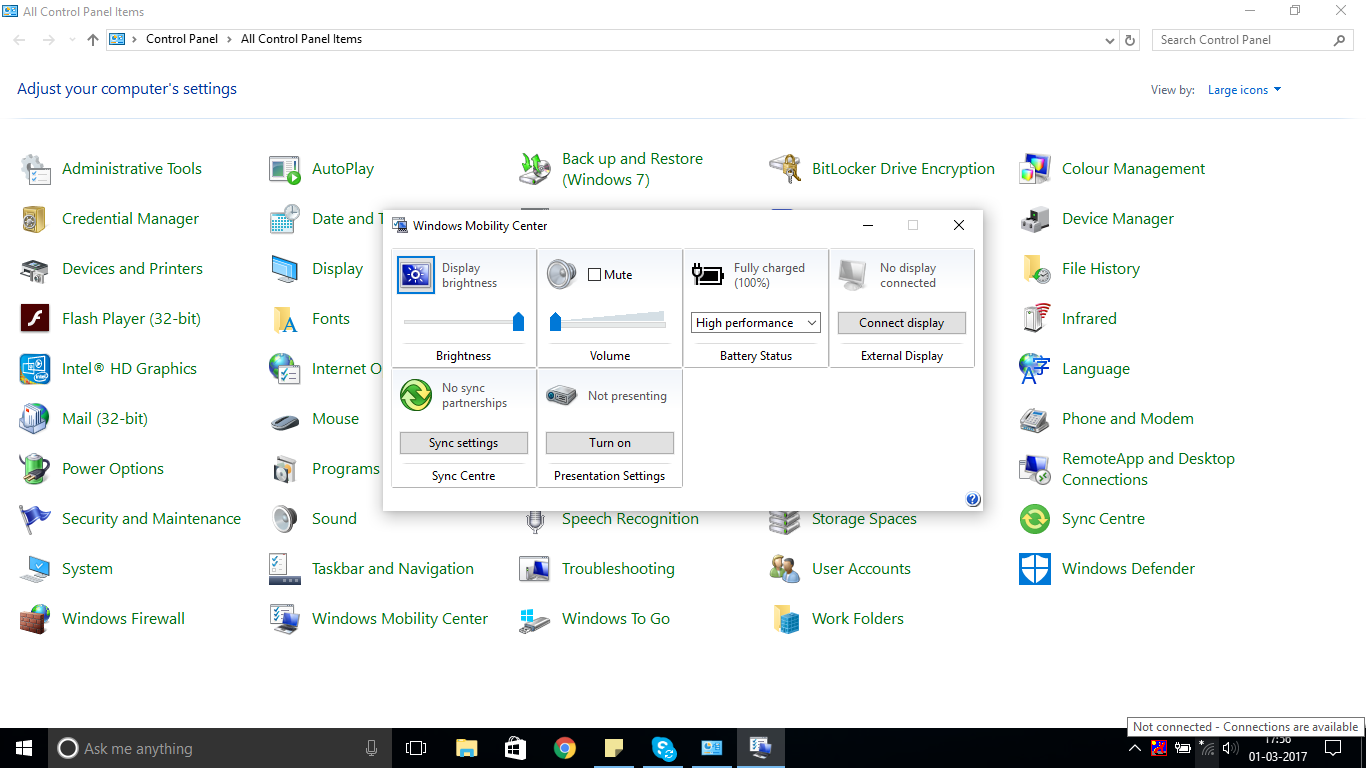 All Control Panel Items
Control Panel > All Control Panel Items
Search Control Panel
Adjust your computer's settings
View by: Large icons
Administrative Tools
AutoPlay
Back up and Restore
(Windows 7)
BitLocker Drive Encryption
Colour Management
Credential Manager
Date and
Device Manager
Devices and Printers
Display
File History
Flash Player (32-bit)
Fonts
Infrared
Intel® HD Graphics
Internet O
Language
Mail (32-bit)
Mouse
Phone and Modem
Power Options
Programs
RemoteApp and Desktop
Connections
Windows Mobility Center
Display
brightness
Brightness
Mute
Volume
Fully charged
(100%)
High performance
Battery Status
No display
connected
Connect display
External Display
No sync
partnerships
Sync settings
Sync Centre
Not presenting
Turn on
Presentation Settings
Security and Maintenance
Sound
Speech Recognition
Storage Spaces
Sync Centre
System
Taskbar and Navigation
Troubleshooting
User Accounts
Windows Defender
Windows Firewall
Windows Mobility Center
Windows To Go
Work Folders
Not connected - Connections are available
Ask me anything
17:56
01-03-2017